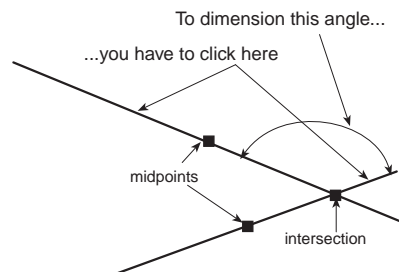 To dimension this angle...
...you have to click here
midpoints
intersection